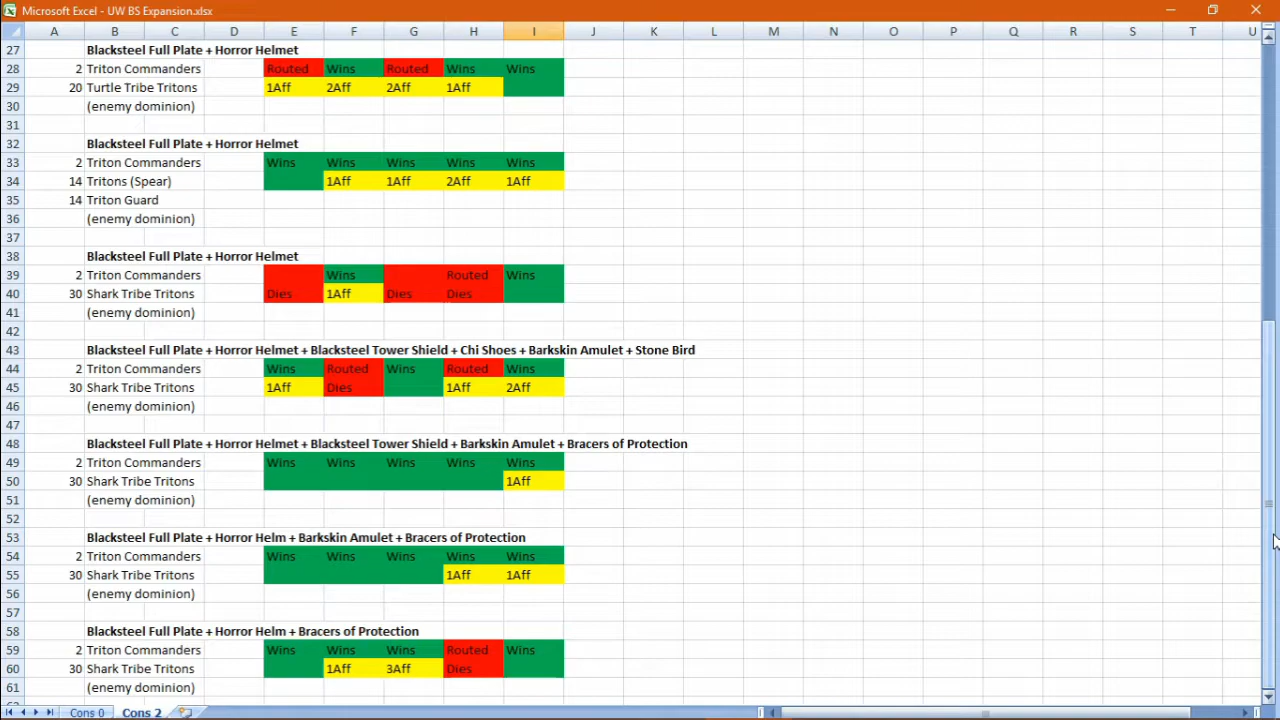 Microsoft Excel - UW BS Expansion.xlsx
A B C D E F G H I J K L M N O P Q R S T U
27 Blacksteel Full Plate + Horror Helmet
28 2 Triton Commanders Routed Wins Routed Wins Wins
29 20 Turtle Tribe Tritons 1Aff 2Aff 2Aff 1Aff
30 (enemy dominion)
31
32 Blacksteel Full Plate + Horror Helmet
33 2 Triton Commanders Wins Wins Wins Wins Wins
34 14 Tritons (Spear) 1Aff 1Aff 2Aff 1Aff
35 14 Triton Guard
36 (enemy dominion)
37
38 Blacksteel Full Plate + Horror Helmet
39 2 Triton Commanders Wins Routed Wins
40 30 Shark Tribe Tritons Dies 1Aff Dies Dies
41 (enemy dominion)
42
43 Blacksteel Full Plate + Horror Helmet + Blacksteel Tower Shield + Chi Shoes + Barkskin Amulet + Stone Bird
44 2 Triton Commanders Wins Routed Wins Routed Wins
45 30 Shark Tribe Tritons 1Aff Dies 1Aff 2Aff
46 (enemy dominion)
47
48 Blacksteel Full Plate + Horror Helmet + Blacksteel Tower Shield + Barkskin Amulet + Bracers of Protection
49 2 Triton Commanders Wins Wins Wins Wins Wins
50 30 Shark Tribe Tritons 1Aff
51 (enemy dominion)
52
53 Blacksteel Full Plate + Horror Helm + Barkskin Amulet + Bracers of Protection
54 2 Triton Commanders Wins Wins Wins Wins Wins
55 30 Shark Tribe Tritons 1Aff 1Aff
56 (enemy dominion)
57
58 Blacksteel Full Plate + Horror Helm + Bracers of Protection
59 2 Triton Commanders Wins Wins Wins Routed Wins
60 30 Shark Tribe Tritons 1Aff 3Aff Dies
61 (enemy dominion)
Cons 0 Cons 2